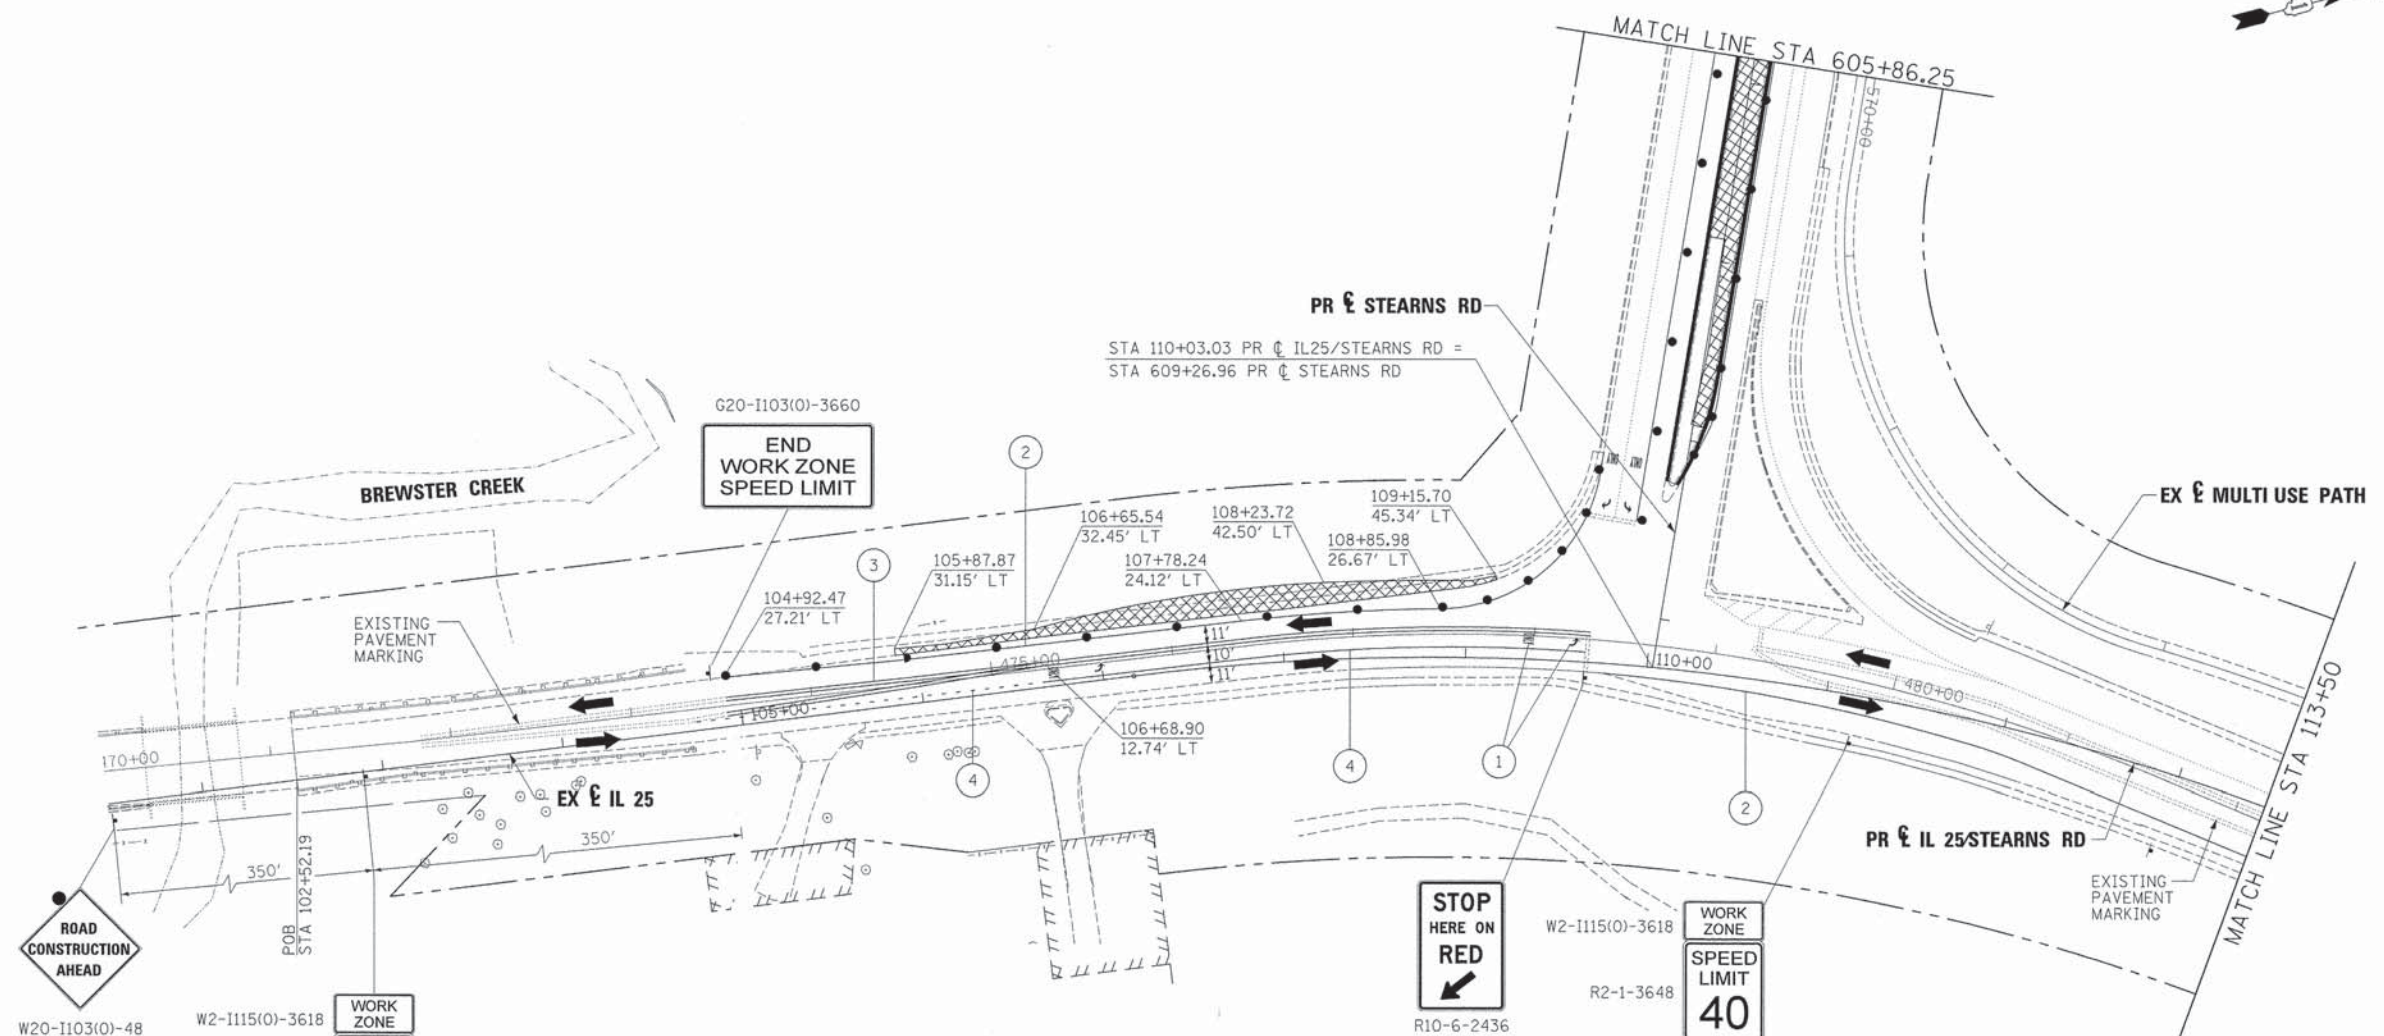 MATCH LINE STA 605+86.25
570+00
PR ℄ STEARNS RD
STA 110+03.03 PR ℄ IL25/STEARNS RD =
STA 609+26.96 PR ℄ STEARNS RD
G20-I103(0)-3660
END
WORK ZONE
SPEED LIMIT
2
BREWSTER CREEK
EX ℄ MULTI USE PATH
109+15.70
45.34' LT
108+23.72
42.50' LT
106+65.54
32.45' LT
108+85.98
26.67' LT
107+78.24
24.12' LT
3
105+87.87
31.15' LT
104+92.47
27.21' LT
EXISTING
PAVEMENT
MARKING
11'
10'
11'
475+00
110+00
480+00
105+00
170+00
106+68.90
12.74' LT
4
4
1
2
EX ℄ IL 25
350'
350'
POB
STA 102+52.19
PR ℄ IL 25/STEARNS RD
EXISTING
PAVEMENT
MARKING
MATCH LINE STA 113+50
ROAD
CONSTRUCTION
AHEAD
W20-I103(0)-48
W2-I115(0)-3618
WORK
ZONE
STOP
HERE ON
RED
R10-6-2436
W2-I115(0)-3618
WORK
ZONE
R2-1-3648
SPEED
LIMIT
40